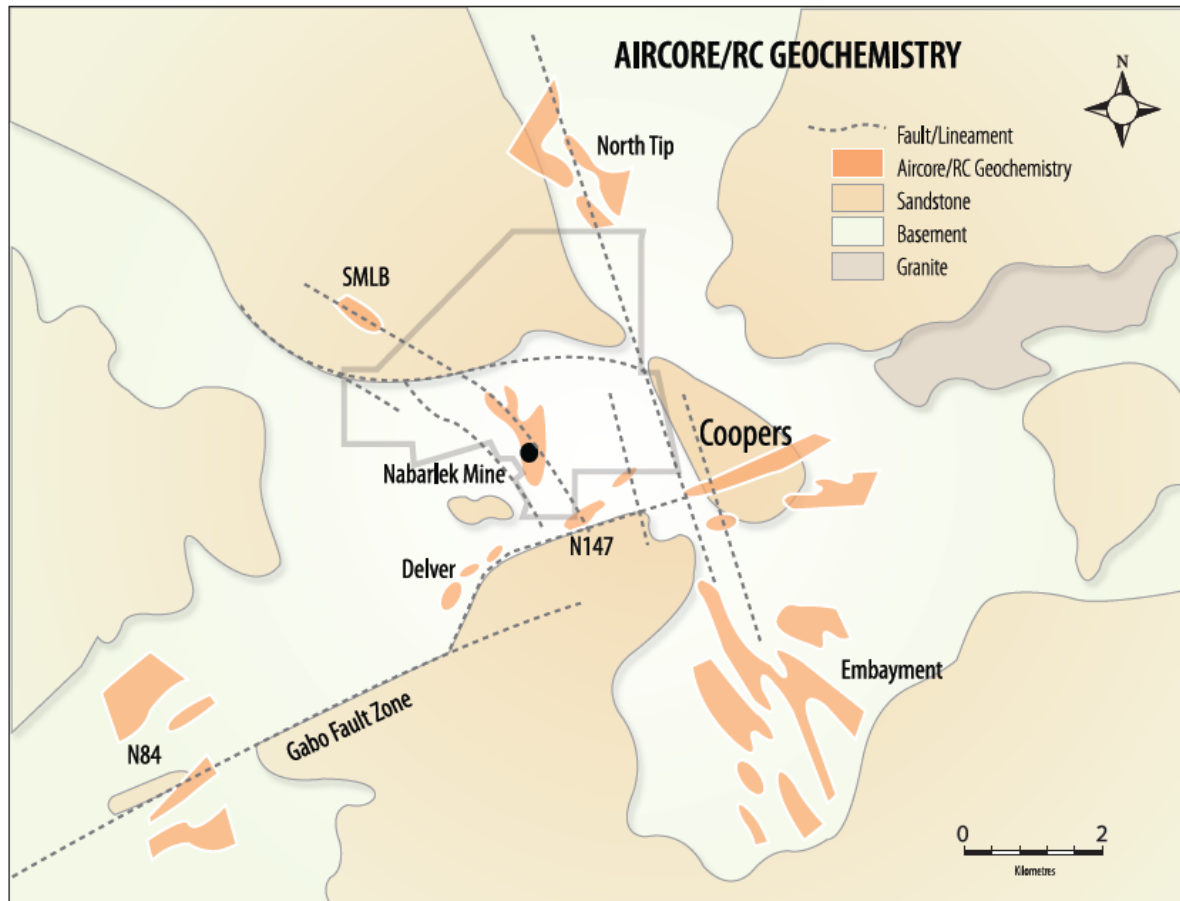 AIRCORE/RC GEOCHEMISTRY
N
Fault/Lineament
Aircore/RC Geochemistry
Sandstone
Basement
Granite
North Tip
SMLB
Coopers
Nabarlek Mine
N147
Delver
Embayment
Gabo Fault Zone
N84
0 2
Kilometres